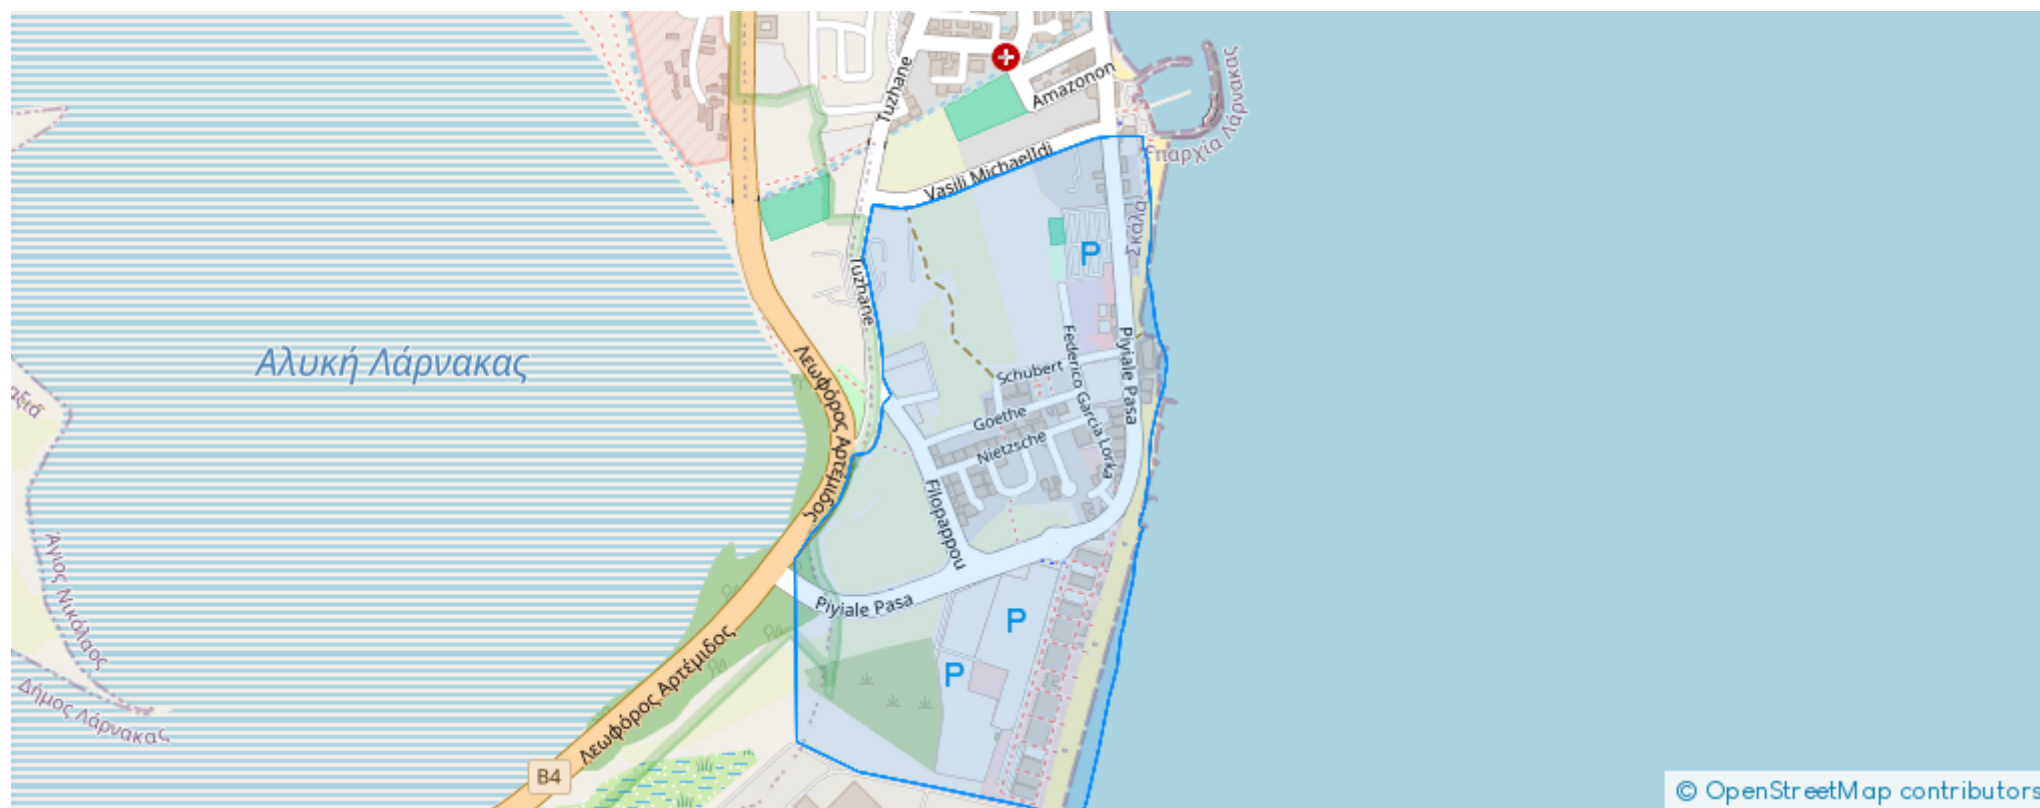 Tuzhane
Amazonon
Επαρχία Λάρνακας
Vasili Michaelidi
Σκάλα
P
Tuzhane
Αλυκή Λάρνακας
Λεωφόρος Αρτέμιδος
Schubert
Federico Garcia Lorka
Piyiale Pasa
Goethe
Nietzsche
Filopappou
Άγιος Νικόλαος
Piyiale Pasa
P
P
Λεωφόρος Αρτέμιδος
Δήμος Λάρνακας
B4
© OpenStreetMap contributors